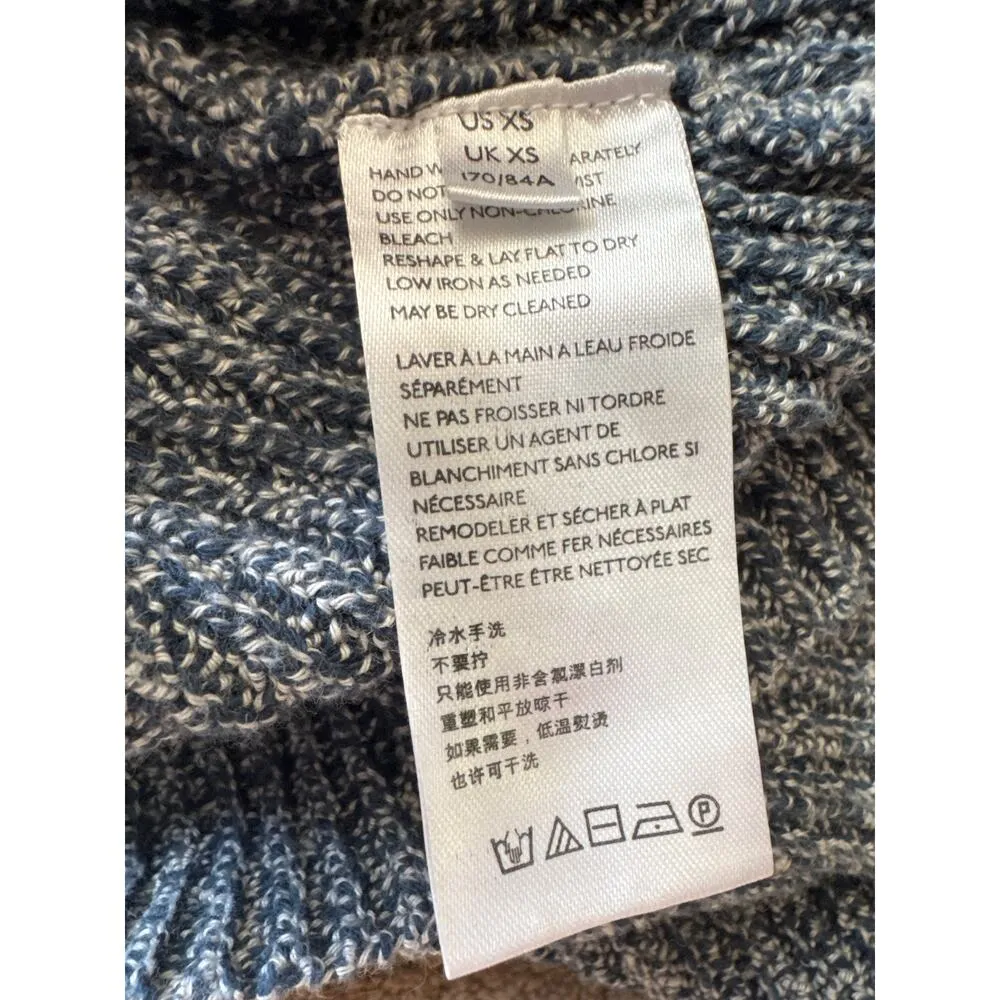 US XS
UK XS
170/84A
HAND W ARATELY
DO NOT IST
USE ONLY NON-CHLORINE
BLEACH
RESHAPE & LAY FLAT TO DRY
LOW IRON AS NEEDED
MAY BE DRY CLEANED
LAVER À LA MAIN A LEAU FROIDE
SÉPARÉMENT
NE PAS FROISSER NI TORDRE
UTILISER UN AGENT DE
BLANCHIMENT SANS CHLORE SI
NÉCESSAIRE
REMODELER ET SÉCHER À PLAT
FAIBLE COMME FER NÉCESSAIRES
PEUT-ÊTRE ÊTRE NETTOYÉE SEC
冷水手洗
不要拧
只能使用非含氯潔白剂
重塑和平放晾干
如果需要，低温熨烫
也许可干洗
P